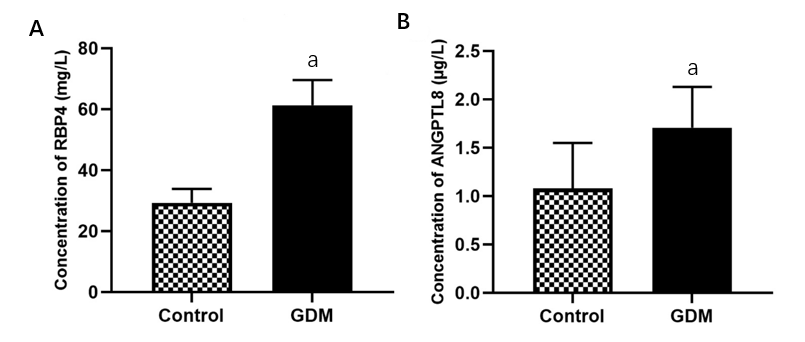 A
Concentration of RBP4 (mg/L)
80
60
40
20
0
a
Control
GDM
B
Concentration of ANGPTL8 (μg/L)
2.5
2.0
1.5
1.0
0.5
0.0
a
Control
GDM